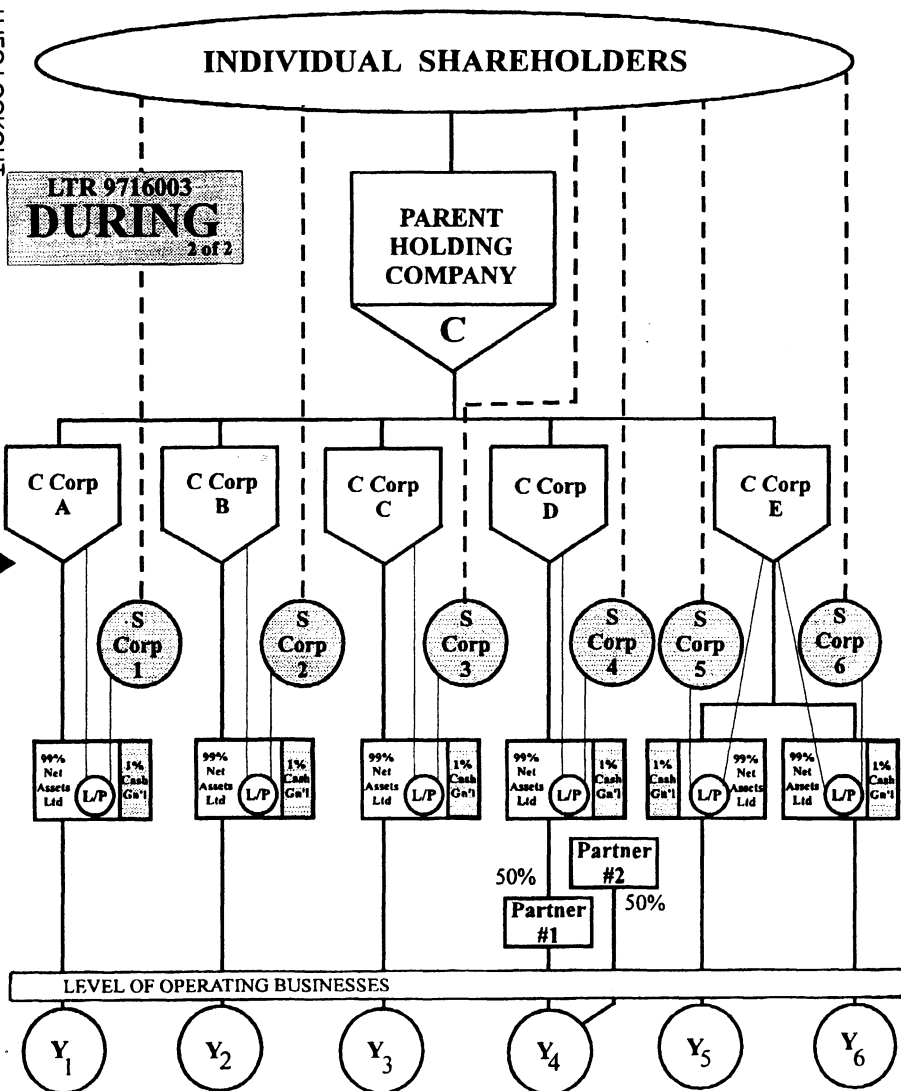 INDIVIDUAL SHAREHOLDERS
LTR 9716003
DURING
2 of 2
PARENT
HOLDING
COMPANY
C
C Corp
A
C Corp
B
C Corp
C
C Corp
D
C Corp
E
S
Corp
1
S
Corp
2
S
Corp
3
S
Corp
4
S
Corp
5
S
Corp
6
99%
Net
Assets
Ltd
L/P
1%
Cash
Gn'l
99%
Net
Assets
Ltd
L/P
1%
Cash
Gn'l
99%
Net
Assets
Ltd
L/P
1%
Cash
Gn'l
99%
Net
Assets
Ltd
L/P
1%
Cash
Gn'l
1%
Cash
Gn'l
L/P
99%
Net
Assets
Ltd
99%
Net
Assets
Ltd
L/P
1%
Cash
Gn'l
50%
Partner
#1
Partner
#2
50%
LEVEL OF OPERATING BUSINESSES
Y1
Y2
Y3
Y4
Y5
Y6